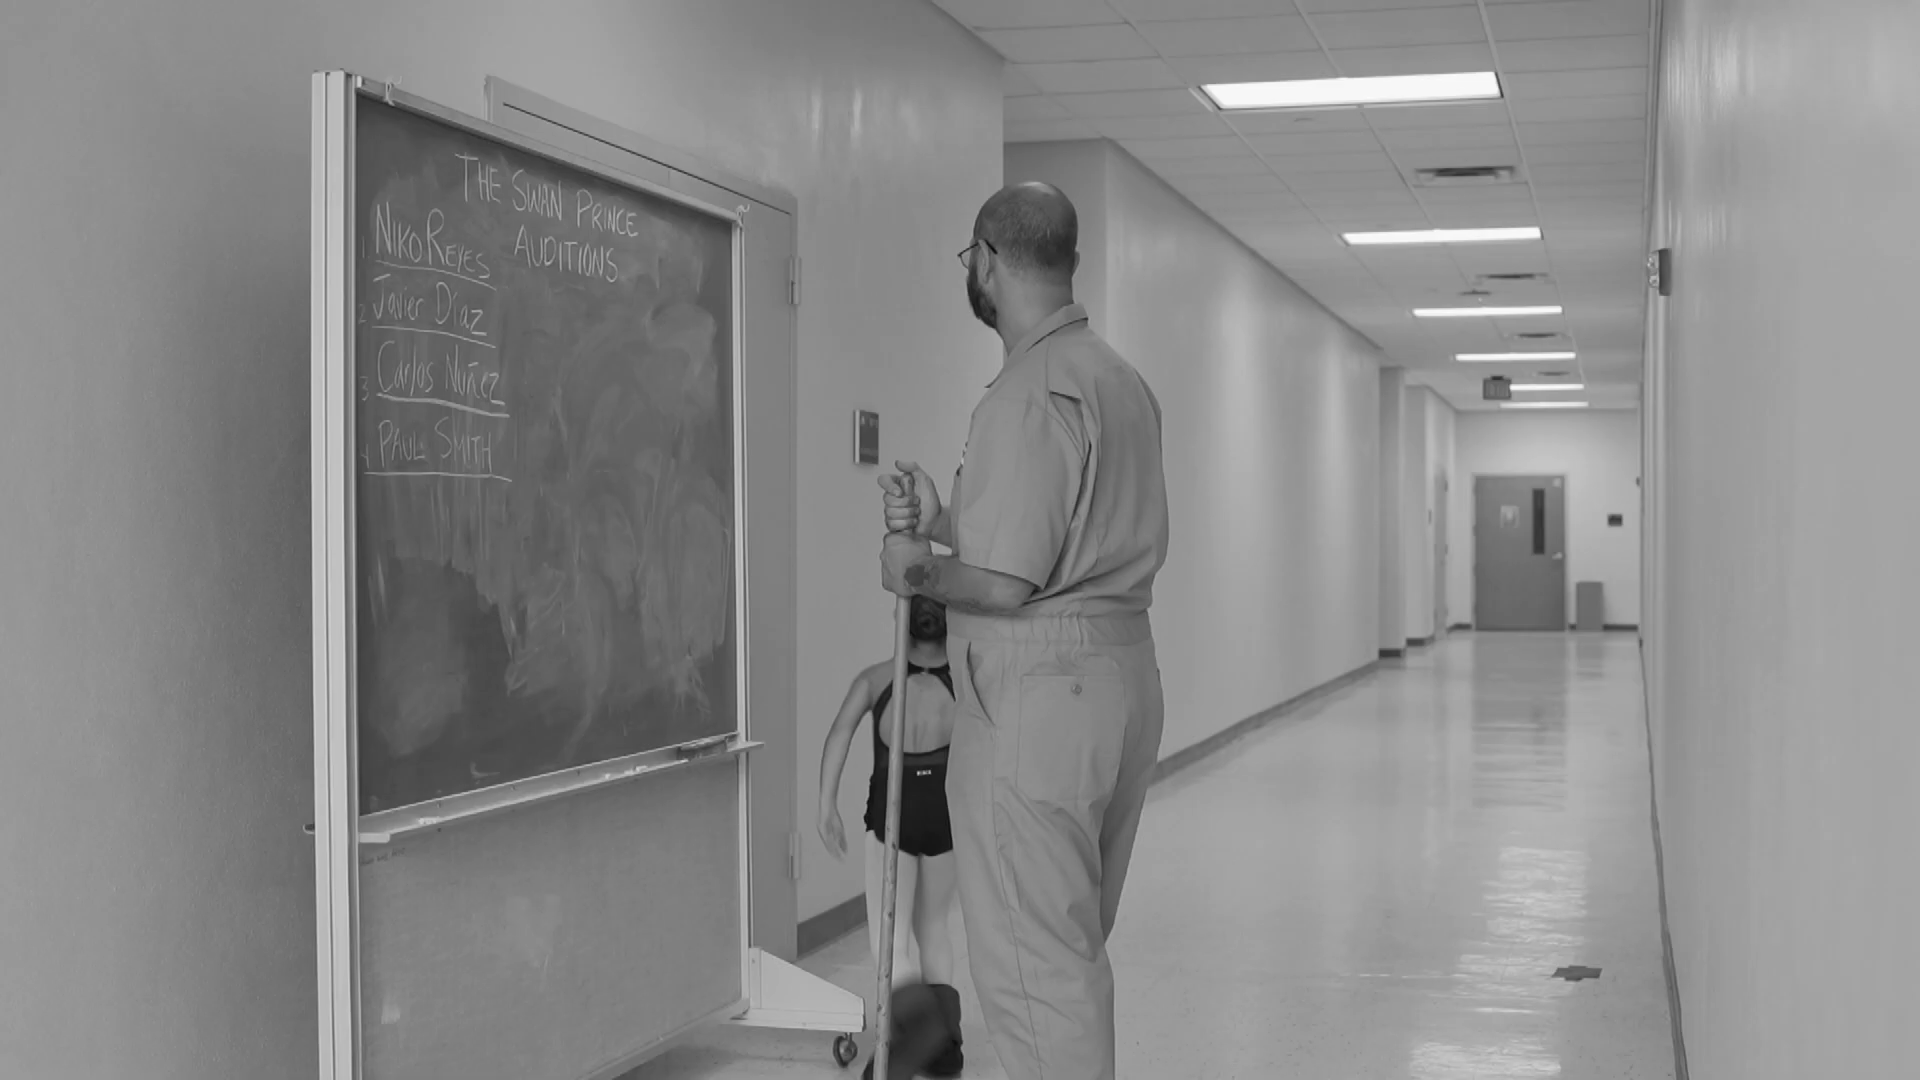 THE SWAN PRINCE
AUDITIONS
1 NIKO REYES
2 Javier Díaz
3 Carlos Nuñez
4 PAUL SMITH